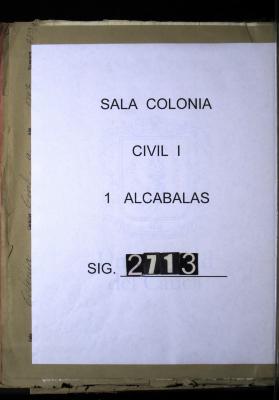 SALA COLONIA
CIVIL I
1 ALCABALAS
SIG. 2713